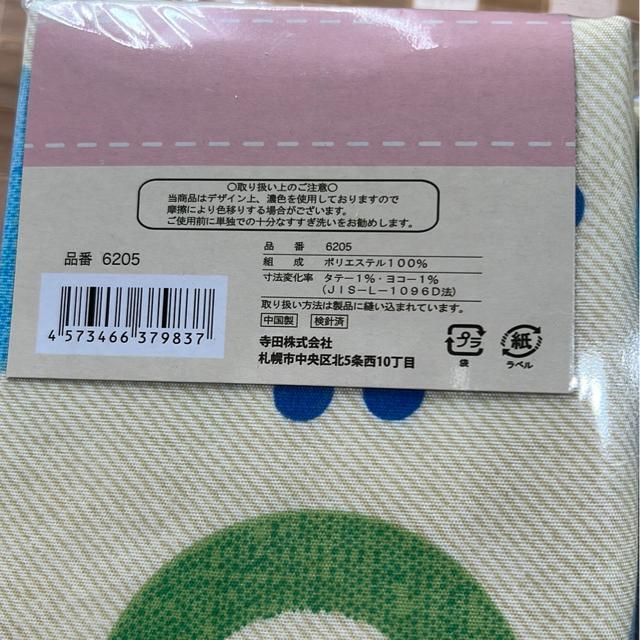 ○取り扱い上のご注意○
当商品はデザイン上、濃色を使用しておりますので
摩擦により色移りする場合がございます。
ご使用前に単独での十分なすすぎ洗いをお勧めします。
品番 6205
4 573466 379837
品番 6205
組成 ポリエステル100%
寸法変化率 タテー1%・ヨコー1%
(JIS-L-1096D法)
取り扱い方法は製品に縫い込まれています。
中国製 検針済
寺田株式会社
札幌市中央区北5条西10丁目
プラ
袋
紙
ラベル